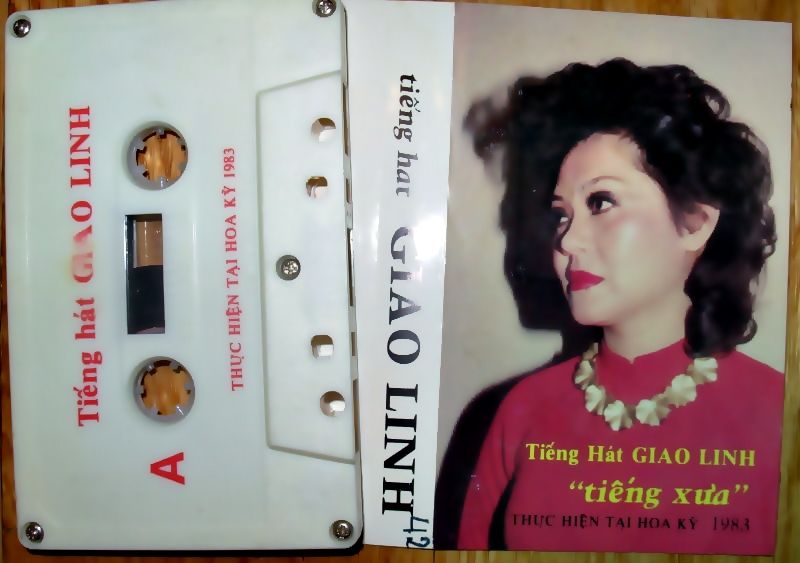 Tiếng hát GIAO LINH
THỰC HIỆN TẠI HOA KỲ 1983
A
tiếng hát GIAO LINH
42
Tiếng Hát GIAO LINH
“tiếng xưa”
THỰC HIỆN TẠI HOA KỲ 1983